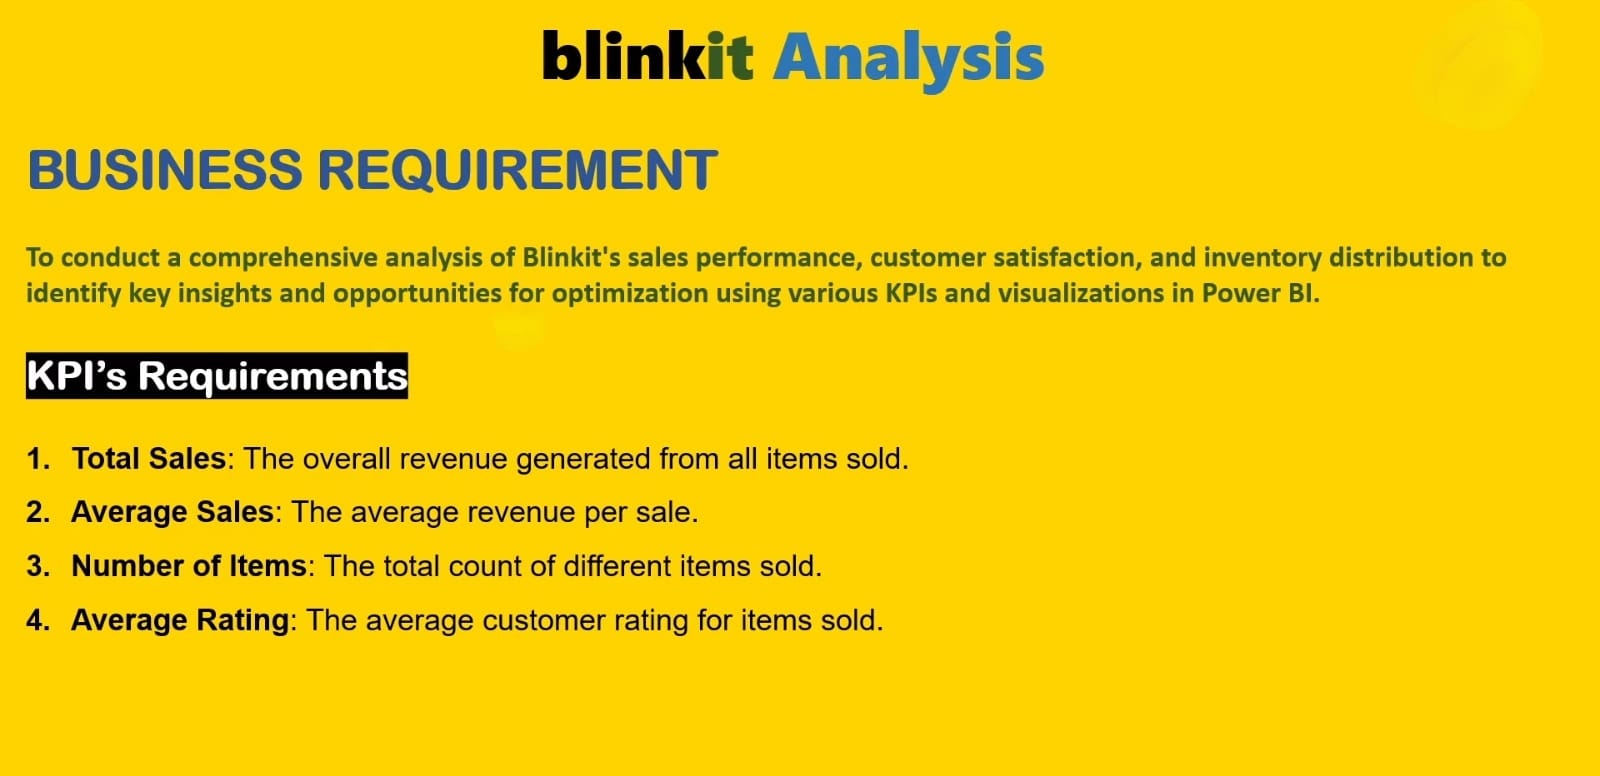 blinkit Analysis
BUSINESS REQUIREMENT
To conduct a comprehensive analysis of Blinkit's sales performance, customer satisfaction, and inventory distribution to
identify key insights and opportunities for optimization using various KPIs and visualizations in Power BI.
KPI’s Requirements
1. Total Sales: The overall revenue generated from all items sold.
2. Average Sales: The average revenue per sale.
3. Number of Items: The total count of different items sold.
4. Average Rating: The average customer rating for items sold.